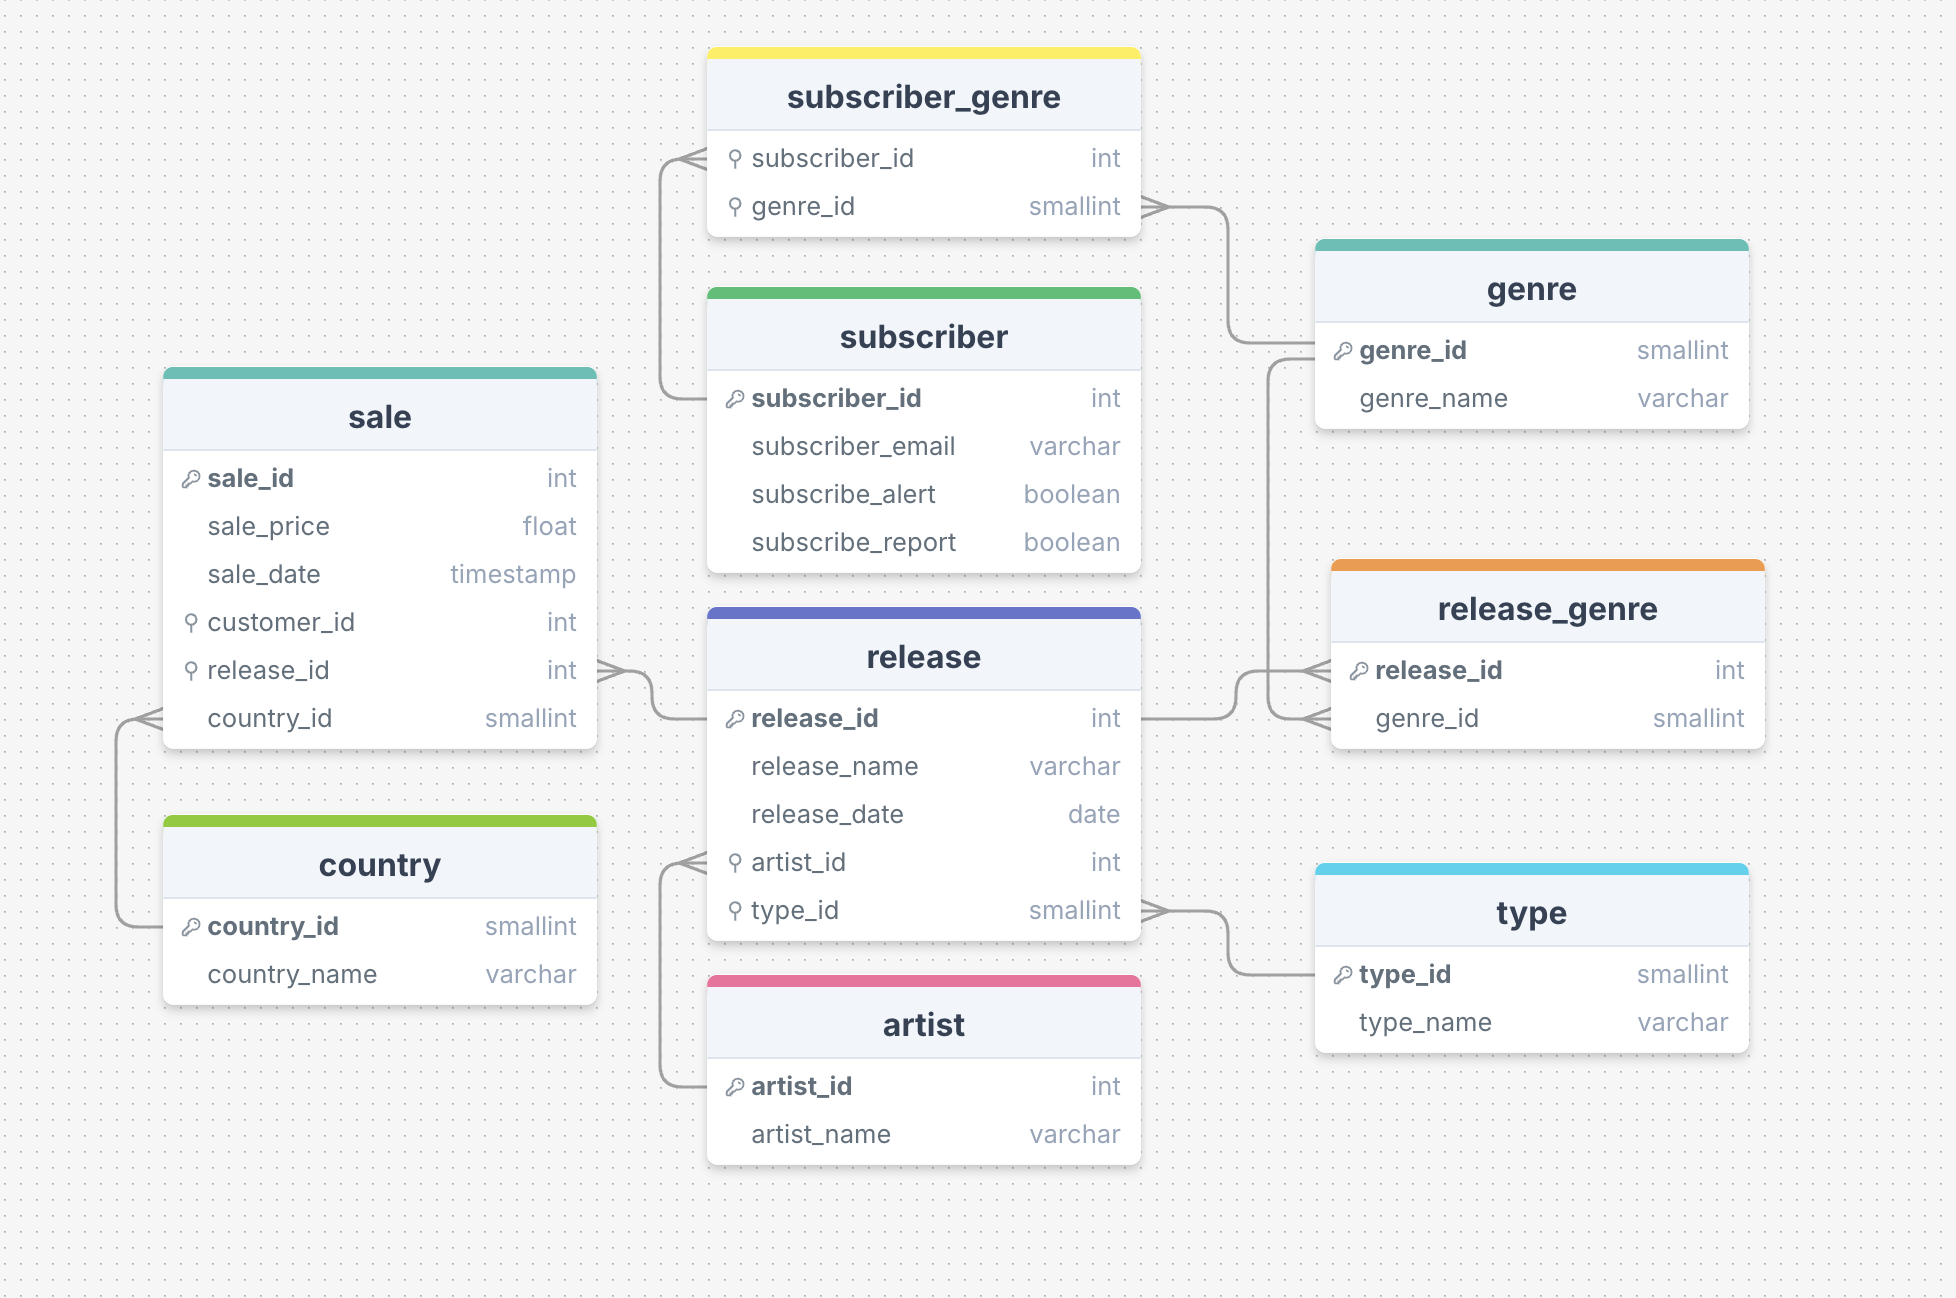 subscriber_genre
subscriber_id int
genre_id smallint
subscriber
subscriber_id int
subscriber_email varchar
subscribe_alert boolean
subscribe_report boolean
genre
genre_id smallint
genre_name varchar
sale
sale_id int
sale_price float
sale_date timestamp
customer_id int
release_id int
country_id smallint
release
release_id int
release_name varchar
release_date date
artist_id int
type_id smallint
release_genre
release_id int
genre_id smallint
country
country_id smallint
country_name varchar
artist
artist_id int
artist_name varchar
type
type_id smallint
type_name varchar